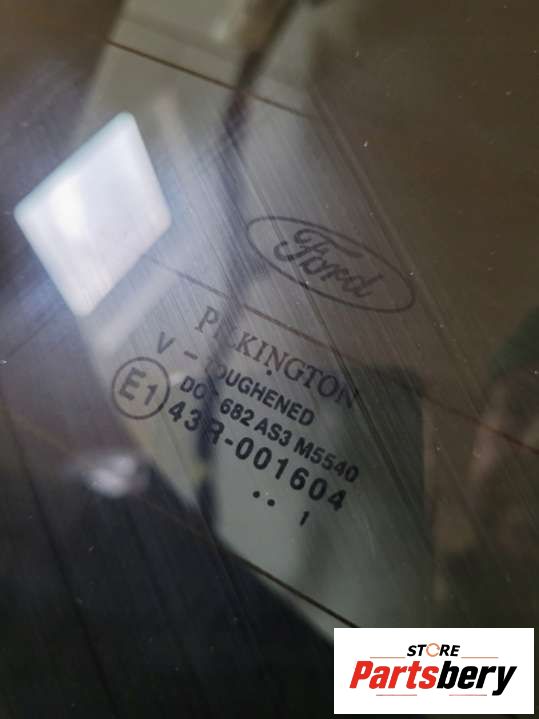 Ford
PILKINGTON
V - TOUGHENED
DOT 682 AS3 M5540
E1 43R-001604
.. 1
STORE
Partsbery